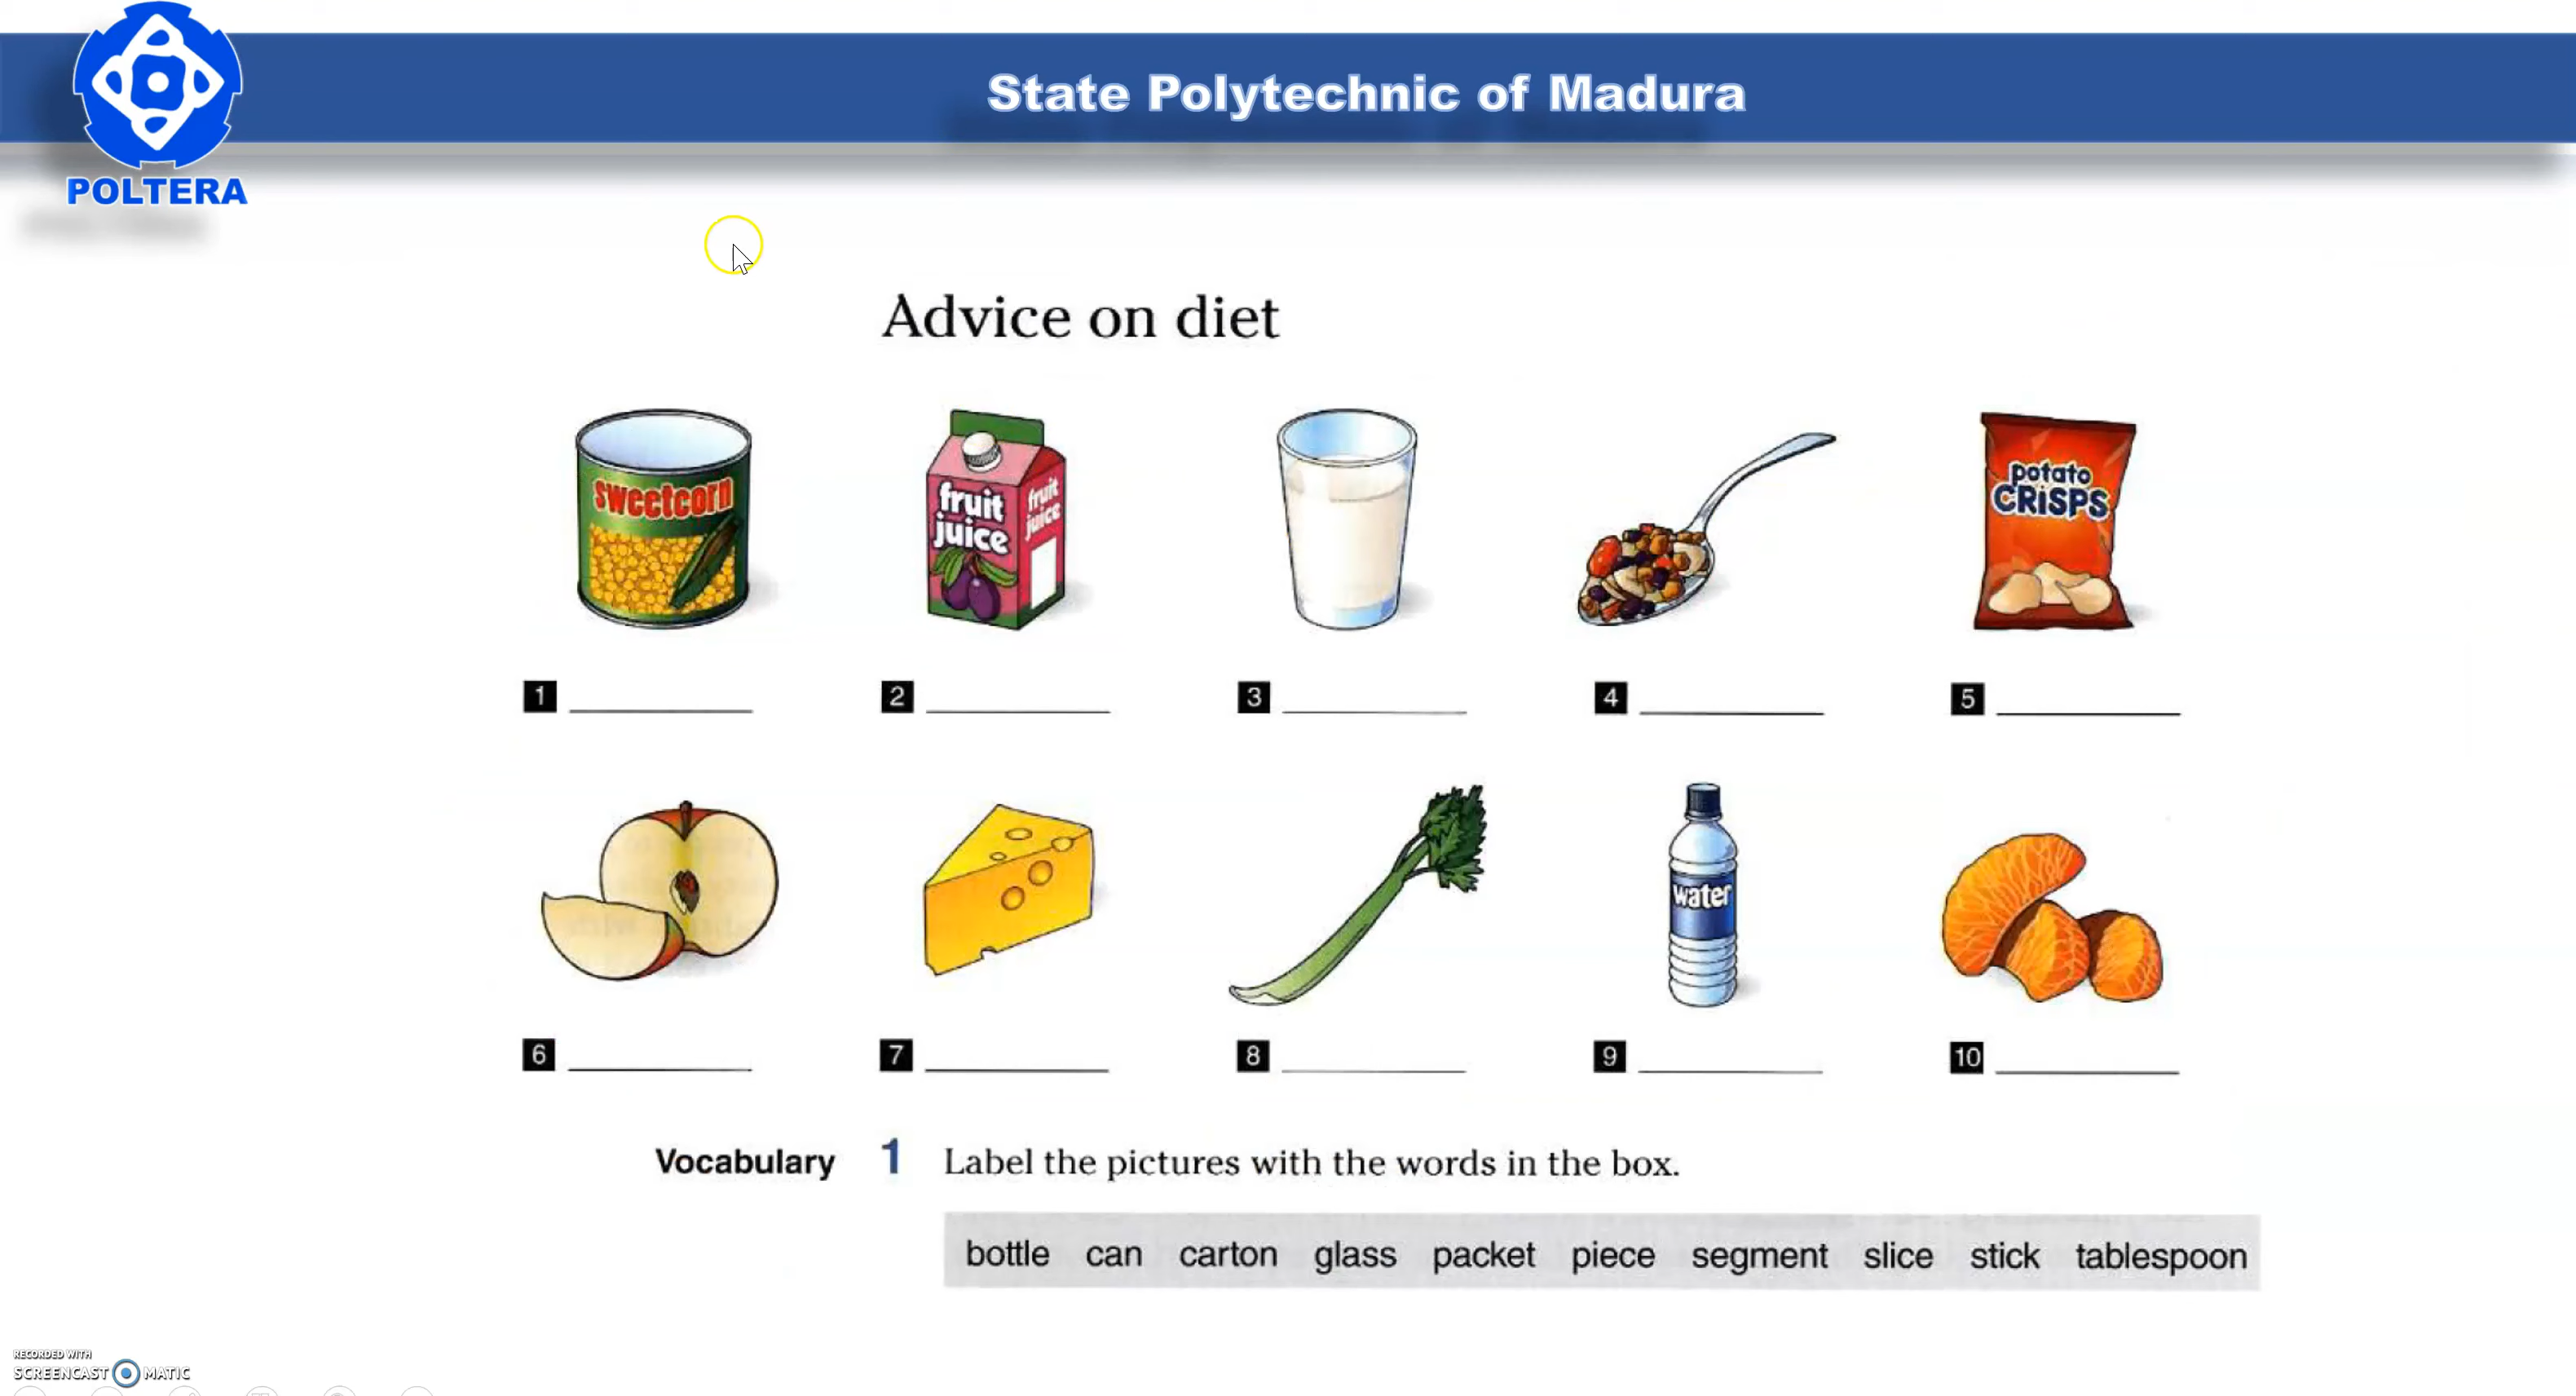 State Polytechnic of Madura
POLTERA
Advice on diet
sweetcorn
fruit juice
fruit juice
potato CRiSPS
1 2 3 4 5
water
6 7 8 9 10
Vocabulary 1 Label the pictures with the words in the box.
bottle can carton glass packet piece segment slice stick tablespoon
RECORDED WITH
SCREENCAST MATIC